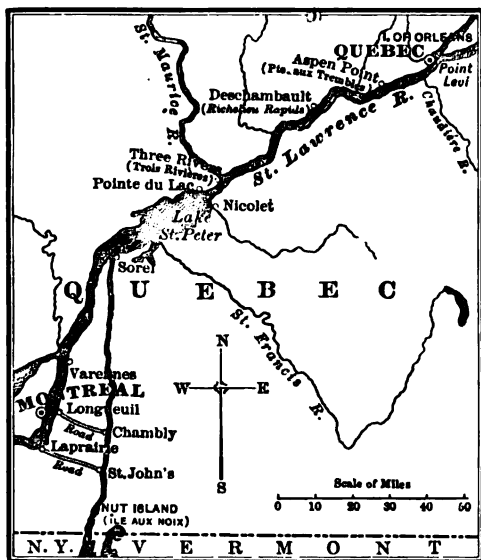 I. OF ORLEANS
QUEBEC
Point
Levi
Aspen Point
(Pte. aux Trembles)
St. Maurice R.
Deschambault
(Richelieu Rapids)
St. Lawrence R.
Chaudière R.
Three Rivers
(Trois Rivières)
Pointe du Lac
Nicolet
Lake
St. Peter
Sorel
QUEBEC
St. Francis R.
N
W E
S
Varennes
MONTREAL
Longueuil
Road
Chambly
Laprairie
Road
St. John's
Scale of Miles
0 10 20 30 40 50
NUT ISLAND
(ILE AUX NOIX)
N.Y. VERMONT